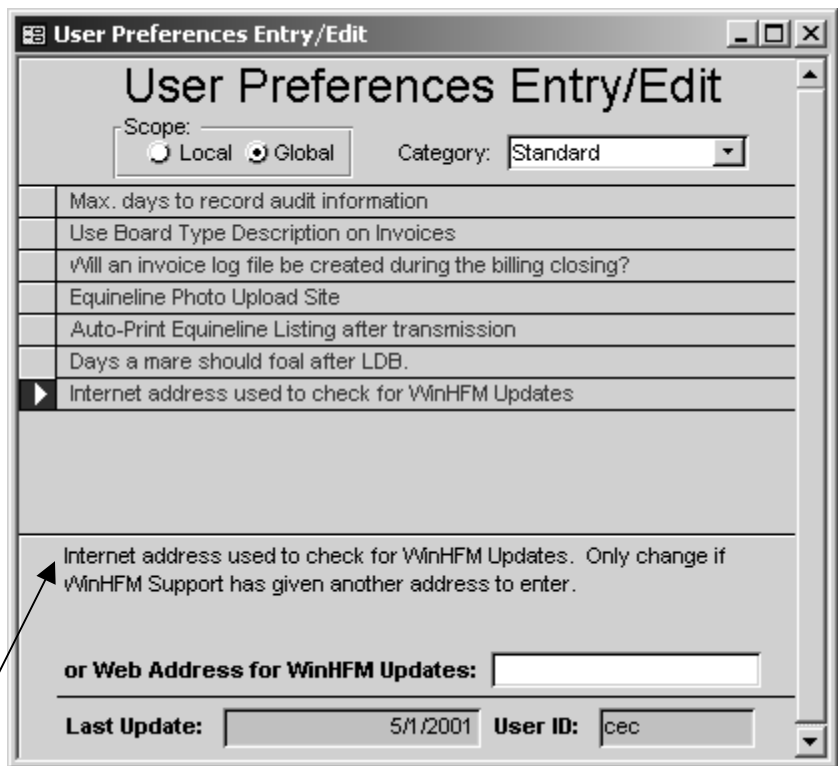 User Preferences Entry/Edit
User Preferences Entry/Edit
Scope:
Local Global Category: Standard
Max. days to record audit information
Use Board Type Description on Invoices
Will an invoice log file be created during the billing closing?
Equineline Photo Upload Site
Auto-Print Equineline Listing after transmission
Days a mare should foal after LDB.
Internet address used to check for WinHFM Updates
Internet address used to check for WinHFM Updates. Only change if
WinHFM Support has given another address to enter.
or Web Address for WinHFM Updates:
Last Update: 5/1/2001 User ID: cec